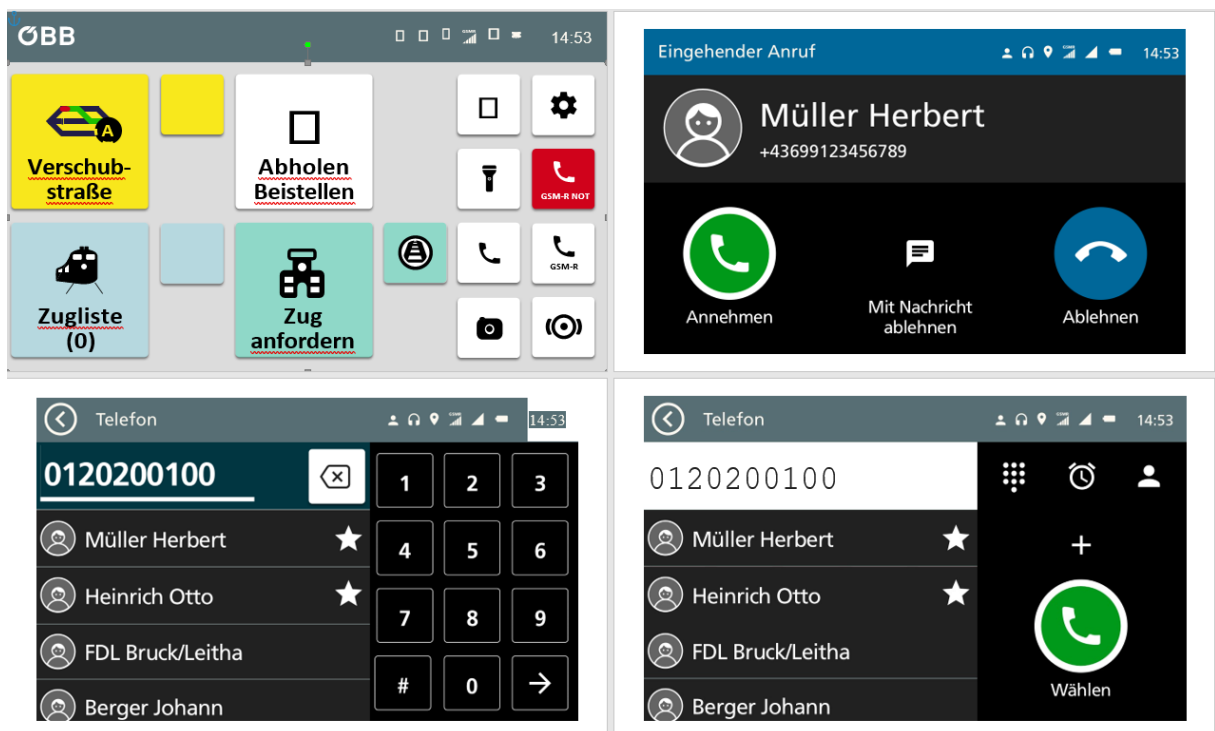 ÖBB
14:53
Verschub-
straße
Abholen
Beistellen
GSM-R NOT
Zugliste
(0)
Zug
anfordern
GSM-R
Eingehender Anruf
14:53
Müller Herbert
+43699123456789
Annehmen
Mit Nachricht
ablehnen
Ablehnen
Telefon
14:53
0120200100
1 2 3
Müller Herbert
4 5 6
Heinrich Otto
7 8 9
FDL Bruck/Leitha
# 0
Berger Johann
Telefon
14:53
0120200100
Müller Herbert
Heinrich Otto
FDL Bruck/Leitha
Wählen
Berger Johann